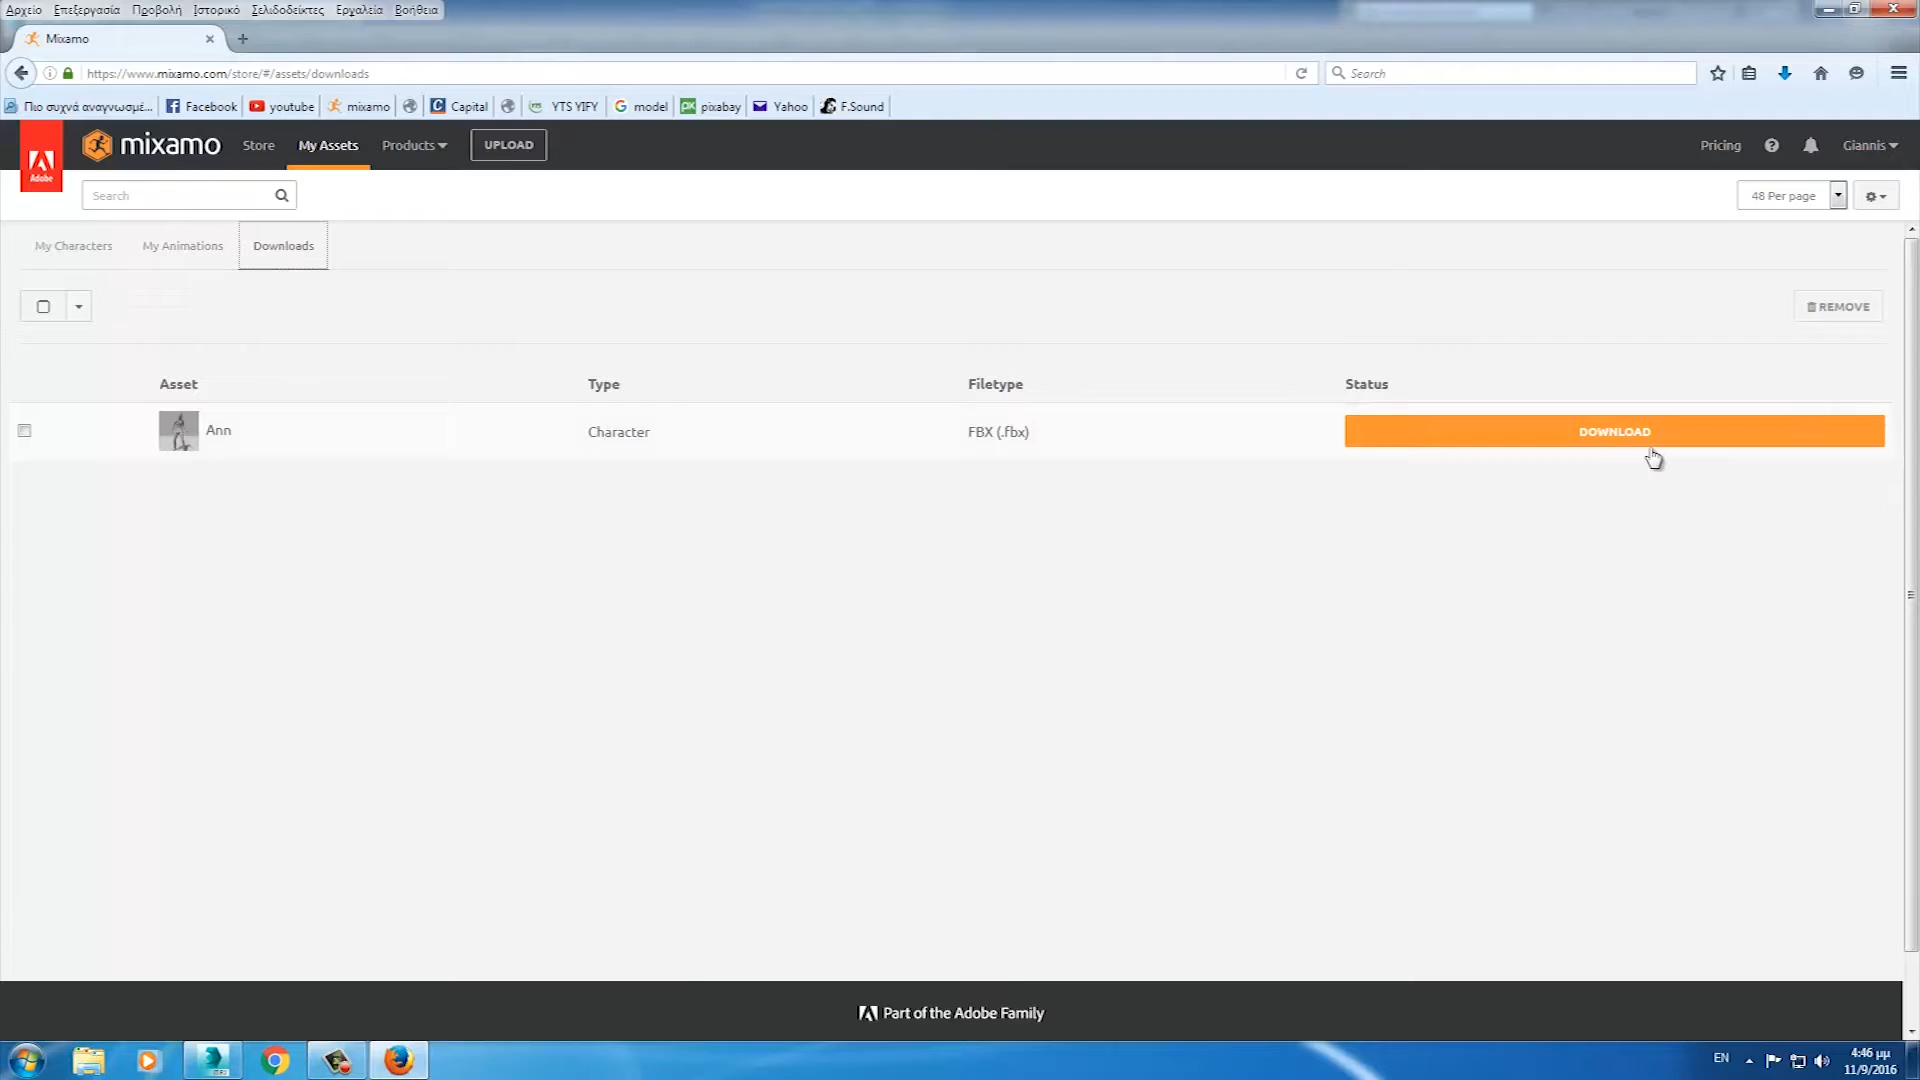 Αρχείο Επεξεργασία Προβολή Ιστορικό Σελιδοδείκτες Εργαλεία Βοήθεια
Mixamo
https://www.mixamo.com/store/#/assets/downloads Search
Πιο συχνά αναγνωσμέ... Facebook youtube mixamo Capital YTS YIFY model pixabay Yahoo F.Sound
Adobe mixamo Store My Assets Products UPLOAD Pricing Giannis
Search 48 Per page
My Characters My Animations Downloads
REMOVE
Asset Type Filetype Status
Ann Character FBX (.fbx) DOWNLOAD
Part of the Adobe Family
EN 4:46 μμ
11/9/2016